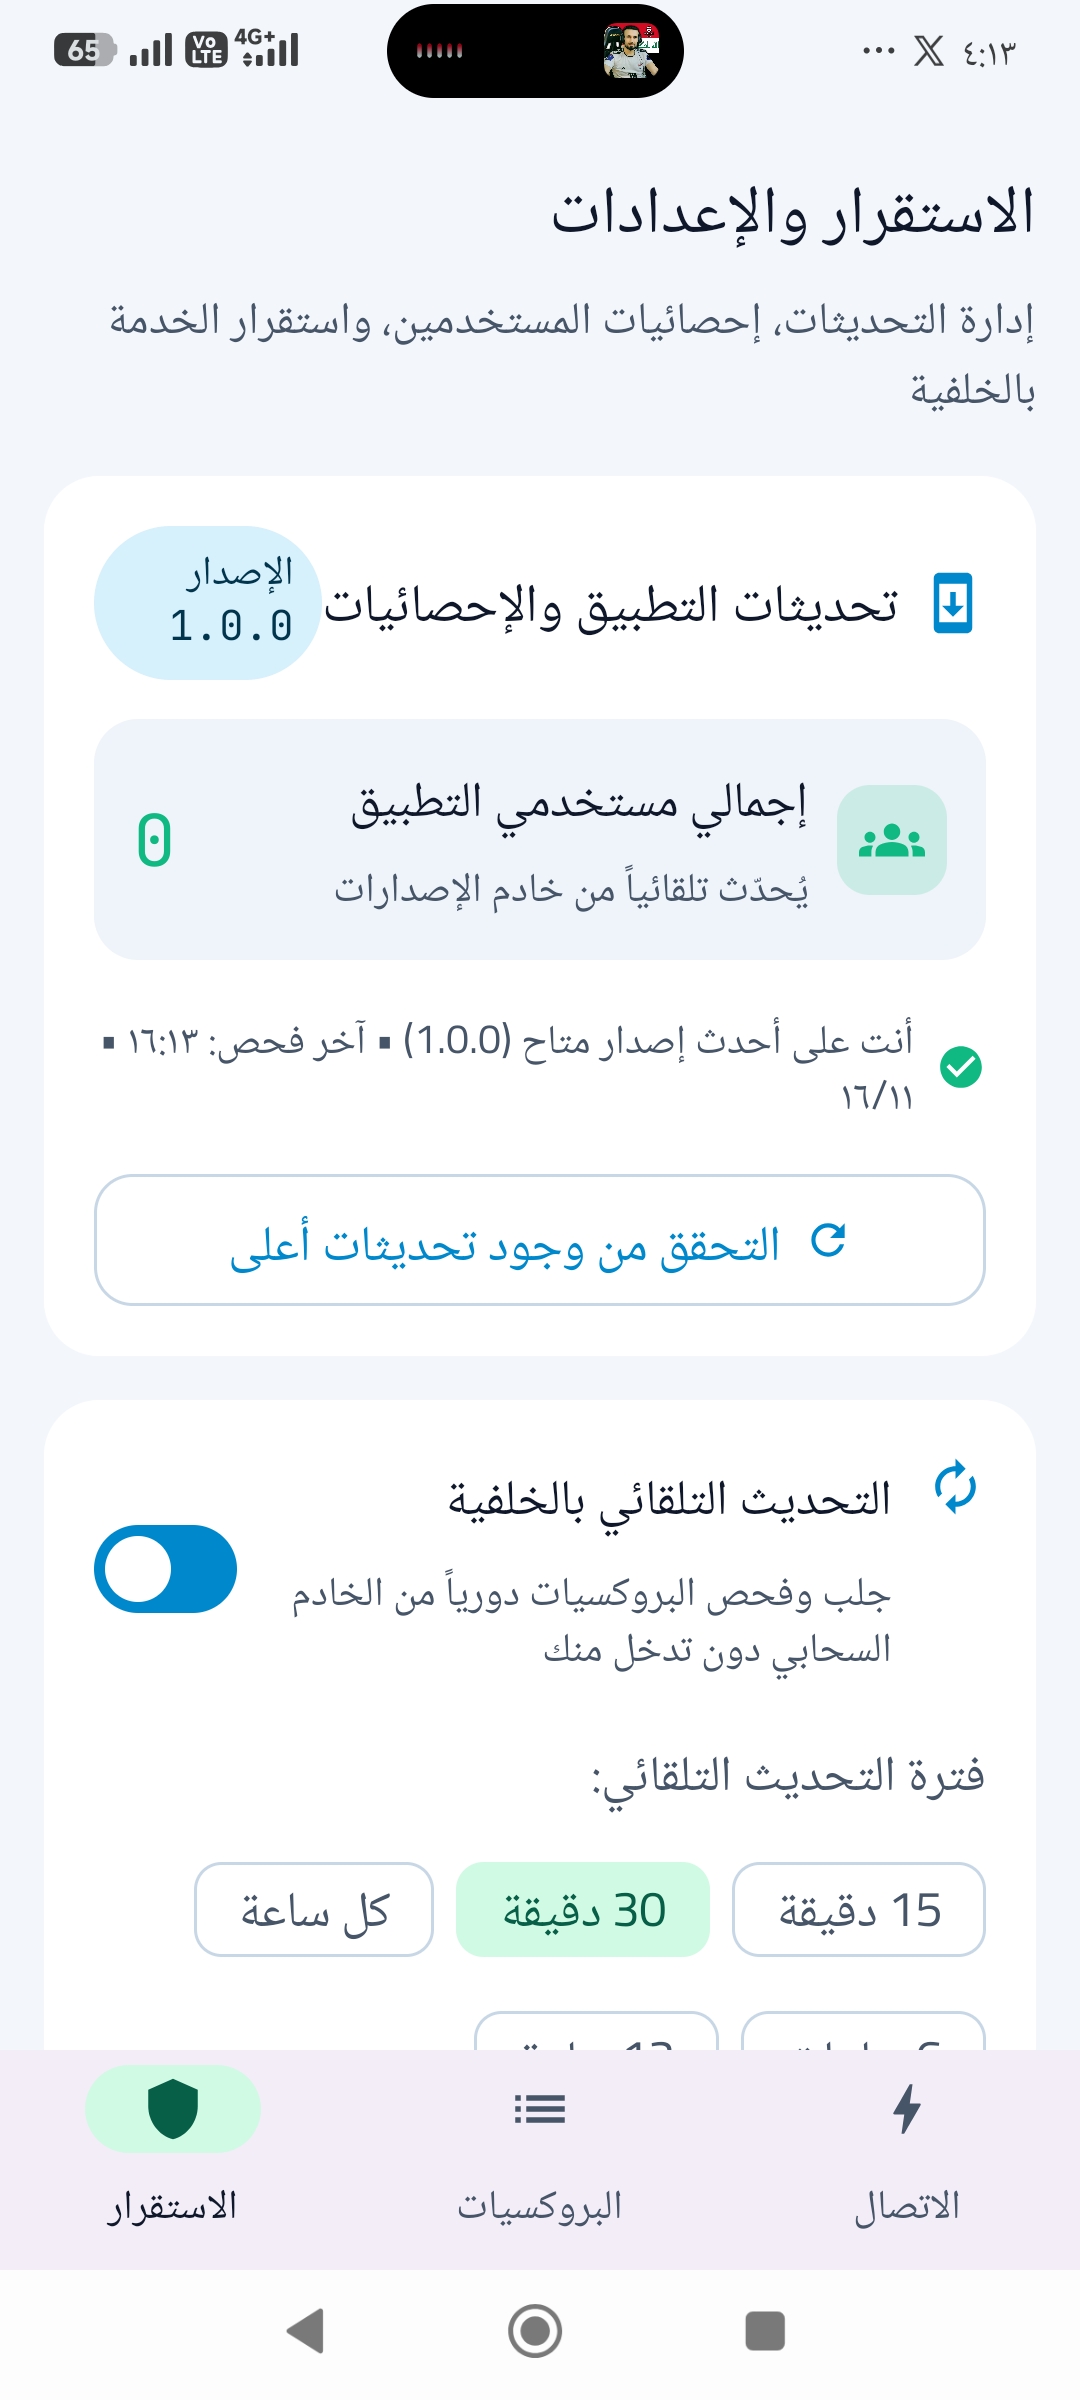 65
Vo LTE
4G+
٤:١٣
الاستقرار والإعدادات
إدارة التحديثات، إحصائيات المستخدمين، واستقرار الخدمة
بالخلفية
تحديثات التطبيق والإحصائيات
الإصدار
1.0.0
إجمالي مستخدمي التطبيق
0
يُحدّث تلقائياً من خادم الإصدارات
أنت على أحدث إصدار متاح (1.0.0) ▪ آخر فحص: ١٦:١٣ ▪
١٦/١١
التحقق من وجود تحديثات أعلى
التحديث التلقائي بالخلفية
جلب وفحص البروكسيات دورياً من الخادم
السحابي دون تدخل منك
فترة التحديث التلقائي:
15 دقيقة
30 دقيقة
كل ساعة
الاتصال
البروكسيات
الاستقرار